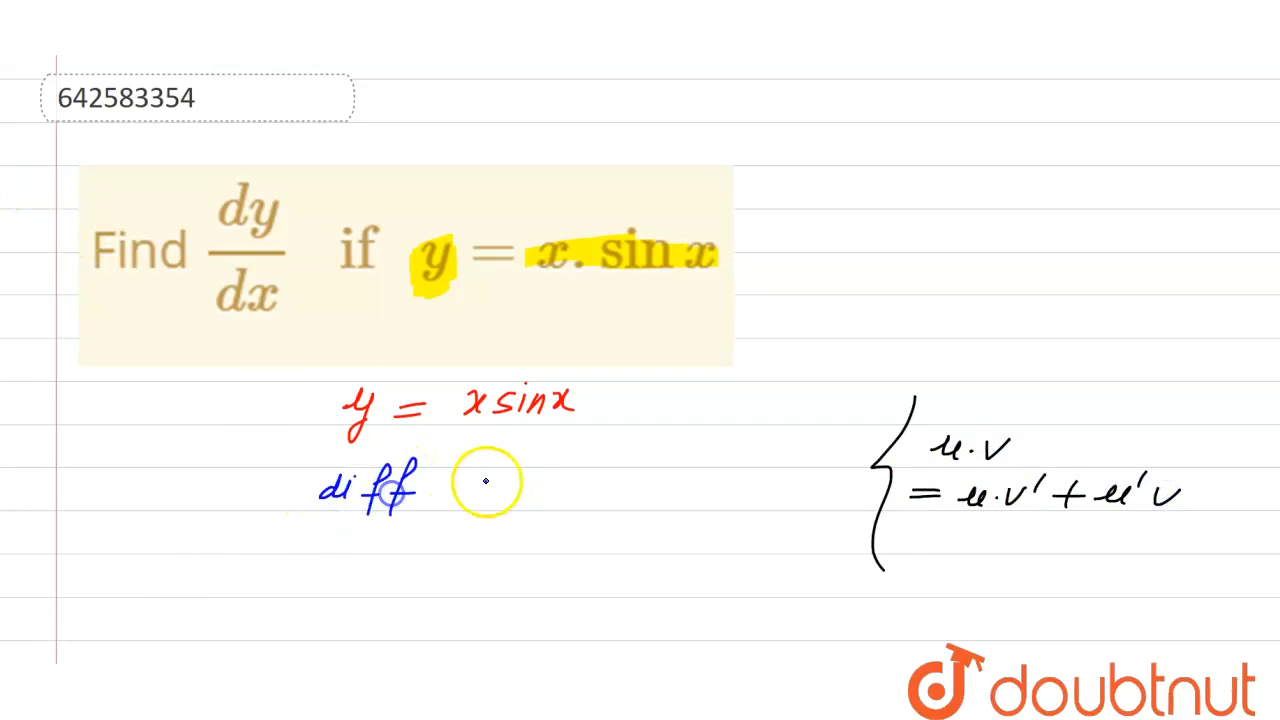 642583354
Find dy/dx if y = x. sin x
y = x sin x
diff
u.v
= u.v' + u'v
doubtnut